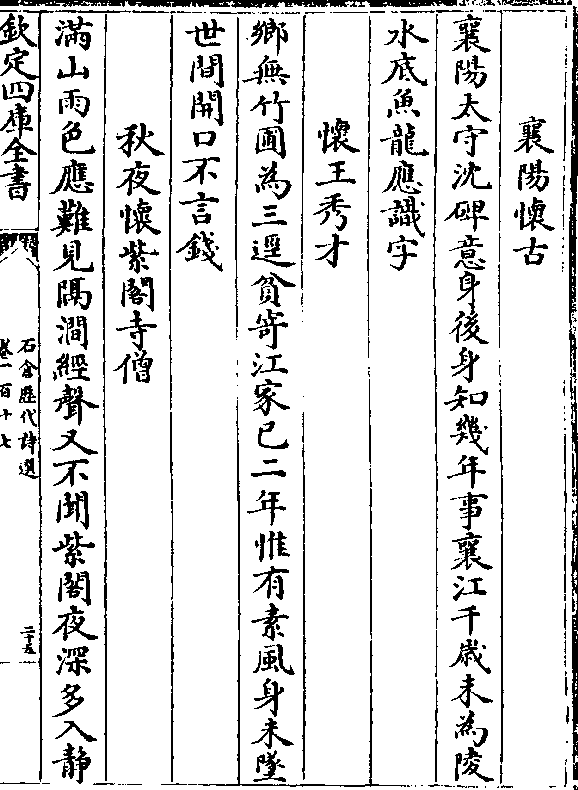 襄陽懷古
襄陽太守沈碑意身後身知幾年事襄江千歲未為陵
水底魚龍應識字
懷王秀才
鄉無竹圃為三逕貧寄江家已二年惟有素風身未墜
世間開口不言錢
秋夜懷紫閣寺僧
滿山雨色應難見隔澗經聲又不聞紫閣夜深多入静
欽定四庫全書
石倉歷代詩選
卷一百十七
二十五